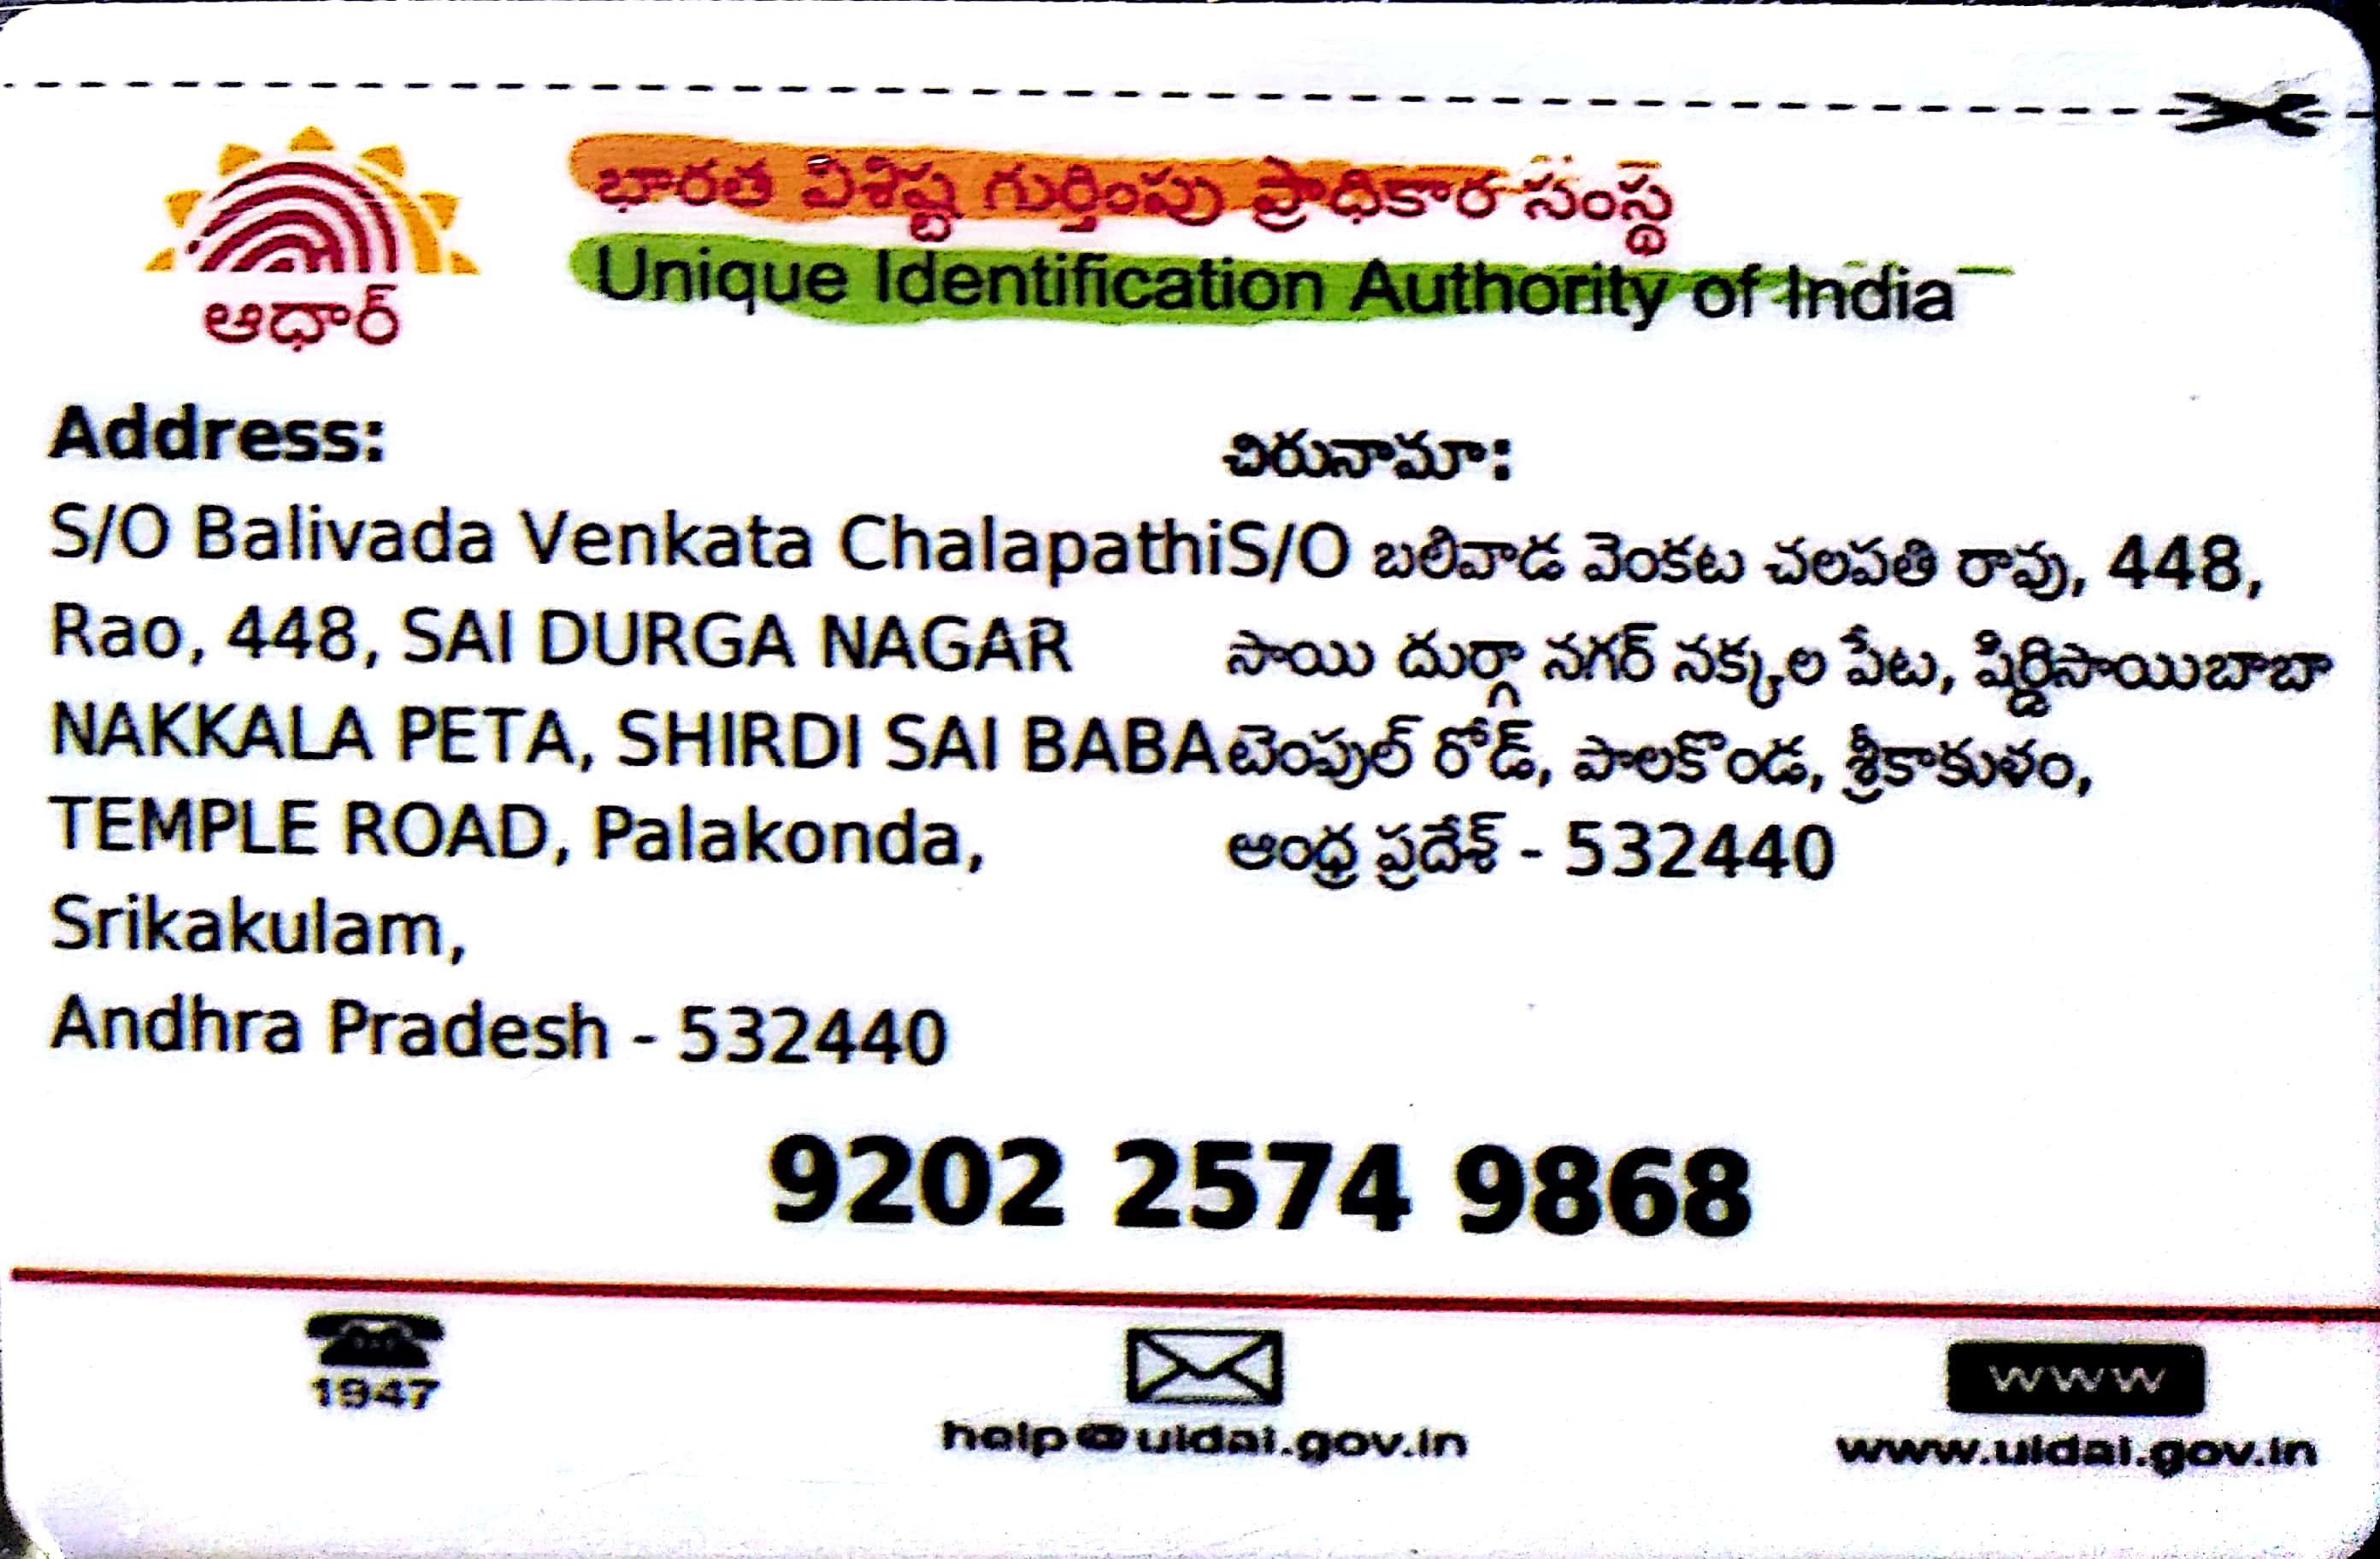 ఆధార్
భారత విశిష్ట గుర్తింపు ప్రాధికార సంస్థ
Unique Identification Authority of India
Address:
S/O Balivada Venkata Chalapathi
Rao, 448, SAI DURGA NAGAR
NAKKALA PETA, SHIRDI SAI BABA
TEMPLE ROAD, Palakonda,
Srikakulam,
Andhra Pradesh - 532440
చిరునామా:
S/O బలివాడ వెంకట చలపతి రావు, 448,
సాయి దుర్గా నగర్ నక్కల పేట, షిర్డిసాయిబాబా
టెంపుల్ రోడ్, పాలకొండ, శ్రీకాకుళం,
ఆంధ్ర ప్రదేశ్ - 532440
9202 2574 9868
1947
help@uidai.gov.in
www
www.uidai.gov.in